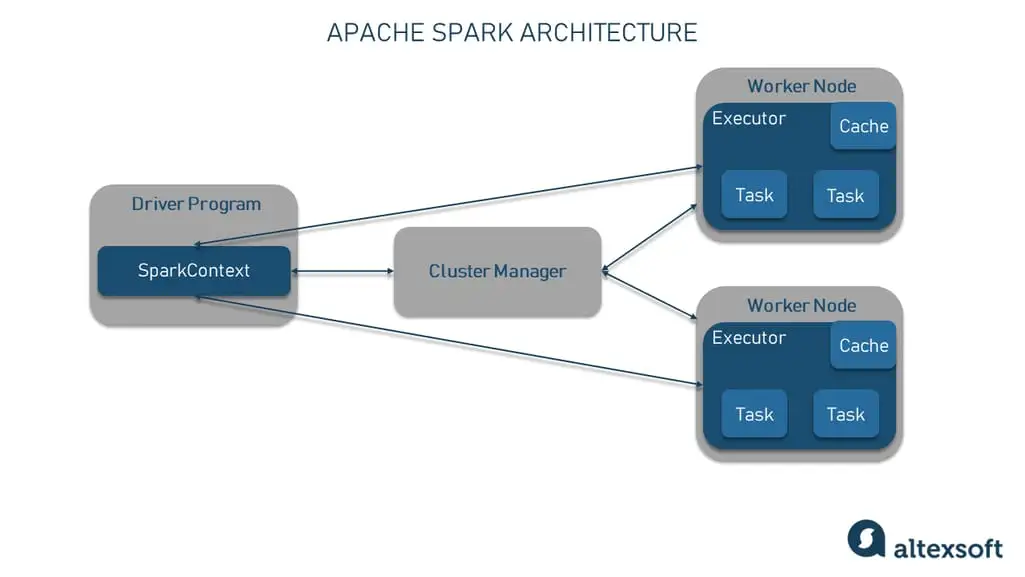 APACHE SPARK ARCHITECTURE
Driver Program
SparkContext
Cluster Manager
Worker Node
Executor
Cache
Task
Task
Worker Node
Executor
Cache
Task
Task
altexsoft